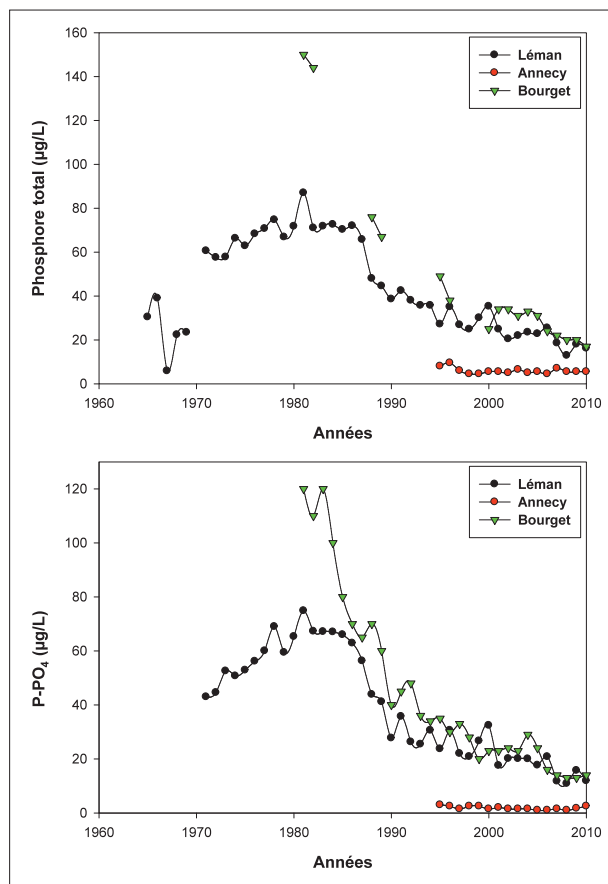 160
140
120
100
80
60
40
20
0
Phosphore total (µg/L)
Léman
Annecy
Bourget
1960 1970 1980 1990 2000 2010
Années
120
100
80
60
40
20
0
P-PO₄ (µg/L)
Léman
Annecy
Bourget
1960 1970 1980 1990 2000 2010
Années